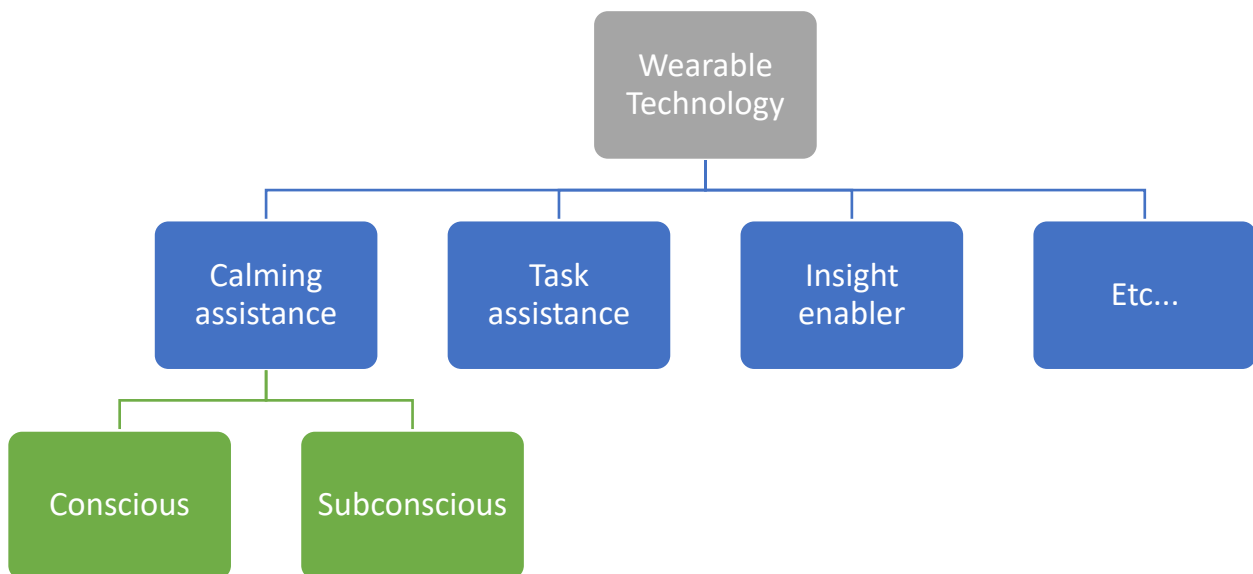 Wearable
Technology
Calming
assistance
Task
assistance
Insight
enabler
Etc...
Conscious
Subconscious